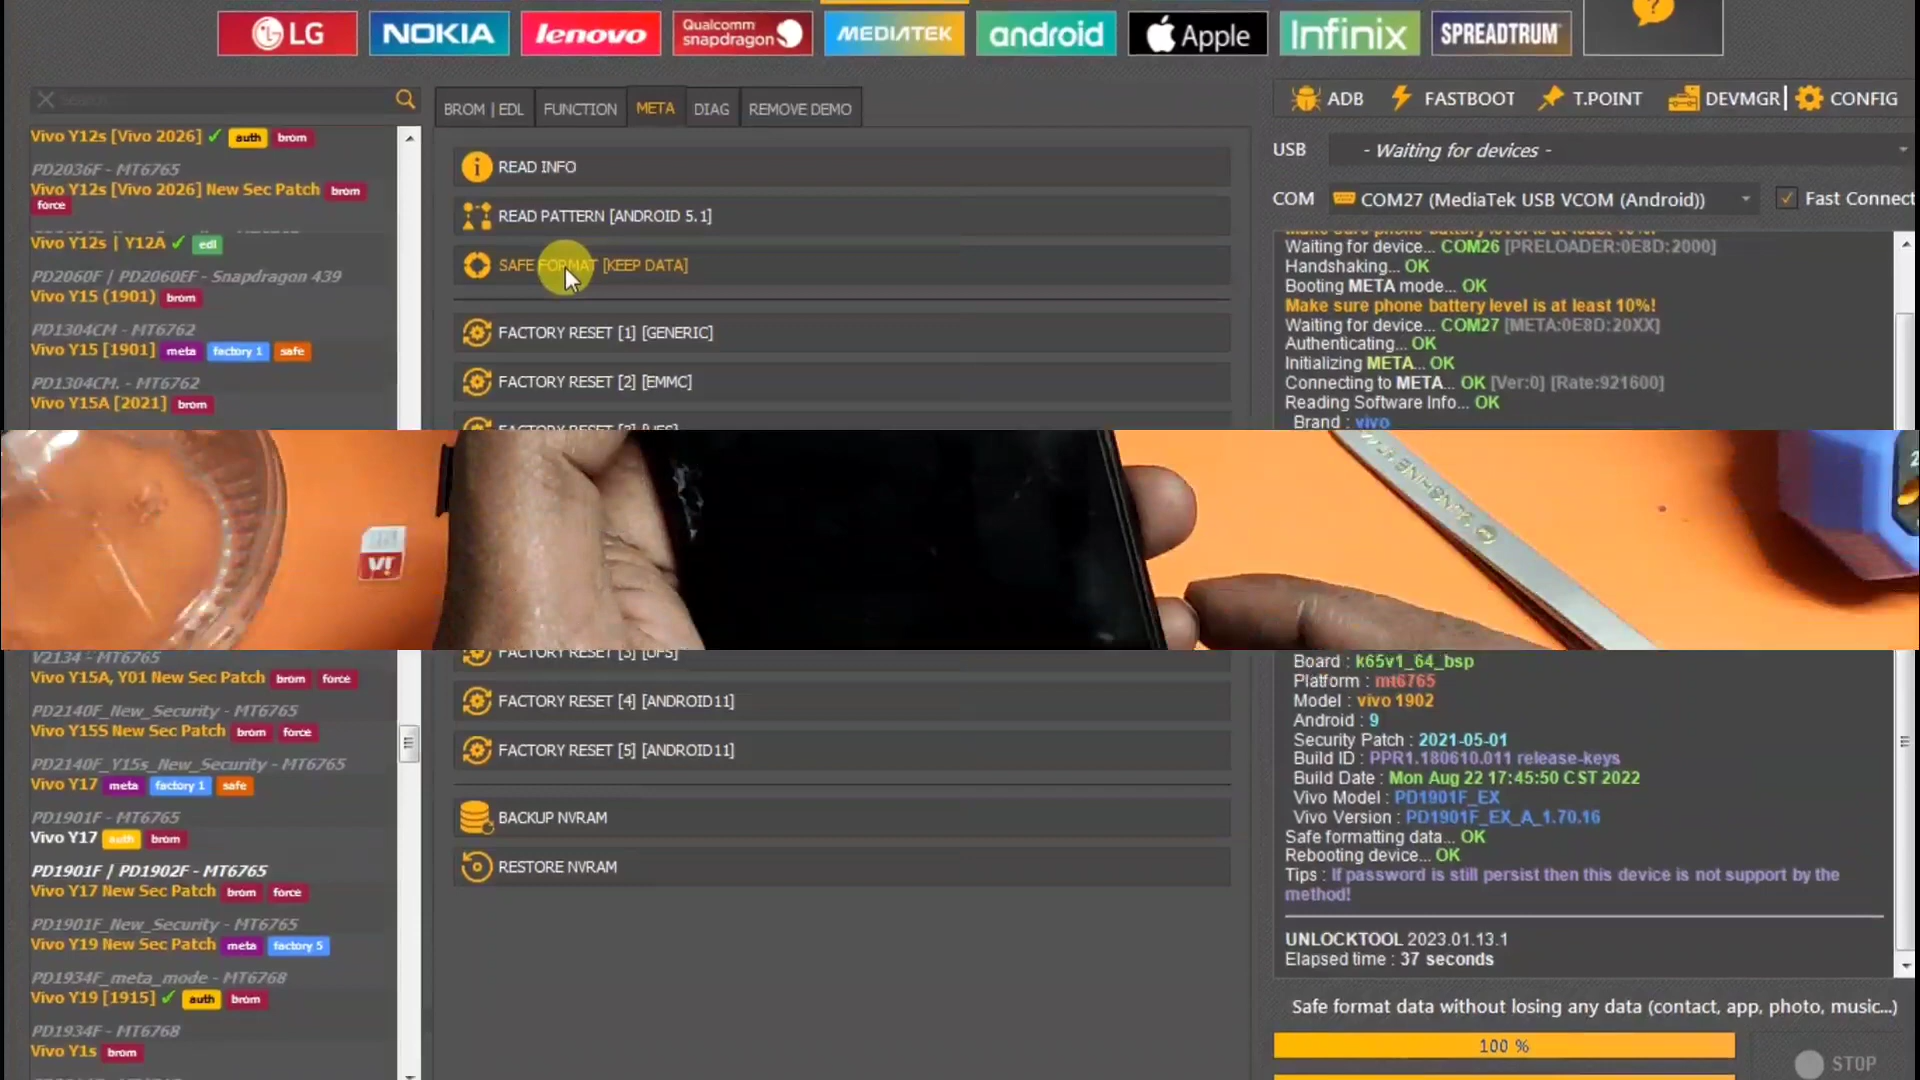 LG
NOKIA
lenovo
Qualcomm
snapdragon
MEDIATEK
android
Apple
Infinix
SPREADTRUM
?
Vivo Y12s [Vivo 2026] ✓ auth brom
PD2036F - MT6765
Vivo Y12s [Vivo 2026] New Sec Patch brom
force
Vivo Y12s | Y12A ✓ edl
PD2060F | PD2060EF - Snapdragon 439
Vivo Y15 (1901) brom
PD1304CM - MT6762
Vivo Y15 [1901] meta factory 1 safe
PD1304CM. - MT6762
Vivo Y15A [2021] brom
V2134 - MT6765
Vivo Y15A, Y01 New Sec Patch brom force
PD2140F_New_Security - MT6765
Vivo Y15S New Sec Patch brom force
PD2140F_Y15s_New_Security - MT6765
Vivo Y17 meta factory 1 safe
PD1901F - MT6765
Vivo Y17 auth brom
PD1901F | PD1902F - MT6765
Vivo Y17 New Sec Patch brom force
PD1901F_New_Security - MT6765
Vivo Y19 New Sec Patch meta factory 5
PD1934F_meta_mode - MT6768
Vivo Y19 [1915] ✓ auth brom
PD1934F - MT6768
Vivo Y1s brom
BROM | EDL FUNCTION META DIAG REMOVE DEMO
READ INFO
READ PATTERN [ANDROID 5.1]
SAFE FORMAT [KEEP DATA]
FACTORY RESET [1] [GENERIC]
FACTORY RESET [2] [EMMC]
FACTORY RESET [3] [UFS]
FACTORY RESET [4] [ANDROID11]
FACTORY RESET [5] [ANDROID11]
BACKUP NVRAM
RESTORE NVRAM
ADB FASTBOOT T.POINT DEVMGR CONFIG
USB - Waiting for devices -
COM COM27 (MediaTek USB VCOM (Android)) Fast Connect
Make sure phone battery level is at least 10%!
Waiting for device... COM26 [PRELOADER:0E8D:2000]
Handshaking... OK
Booting META mode... OK
Make sure phone battery level is at least 10%!
Waiting for device... COM27 [META:0E8D:20XX]
Authenticating... OK
Initializing META... OK
Connecting to META... OK [Ver:0] [Rate:921600]
Reading Software Info... OK
Brand : vivo
VI
Board : k65v1_64_bsp
Platform : mt6765
Model : vivo 1902
Android : 9
Security Patch : 2021-05-01
Build ID : PPR1.180610.011 release-keys
Build Date : Mon Aug 22 17:45:50 CST 2022
Vivo Model : PD1901F_EX
Vivo Version : PD1901F_EX_A_1.70.16
Safe formatting data... OK
Rebooting device... OK
Tips : If password is still persist then this device is not support by the
method!
UNLOCKTOOL 2023.01.13.1
Elapsed time : 37 seconds
Safe format data without losing any data (contact, app, photo, music...)
100 %
STOP